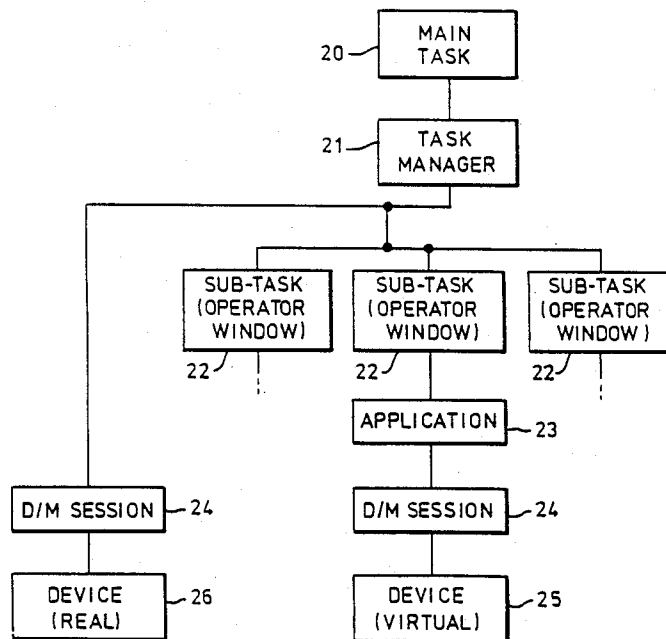 20
MAIN
TASK
21
TASK
MANAGER
SUB-TASK
(OPERATOR
WINDOW)
22
SUB-TASK
(OPERATOR
WINDOW)
22
SUB-TASK
(OPERATOR
WINDOW)
22
APPLICATION
23
D/M SESSION
24
D/M SESSION
24
DEVICE
(REAL)
26
DEVICE
(VIRTUAL)
25